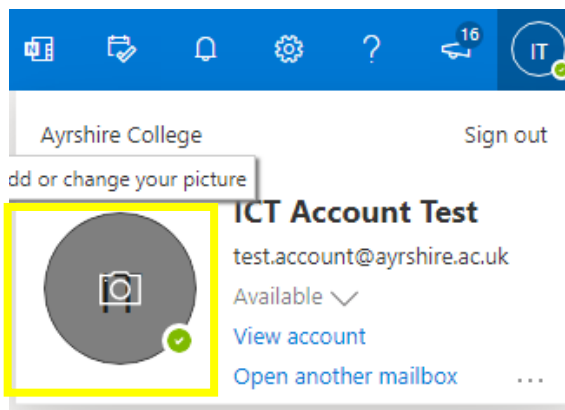 16
IT
Ayrshire College
Sign out
dd or change your picture
ICT Account Test
test.account@ayrshire.ac.uk
Available
View account
Open another mailbox
...